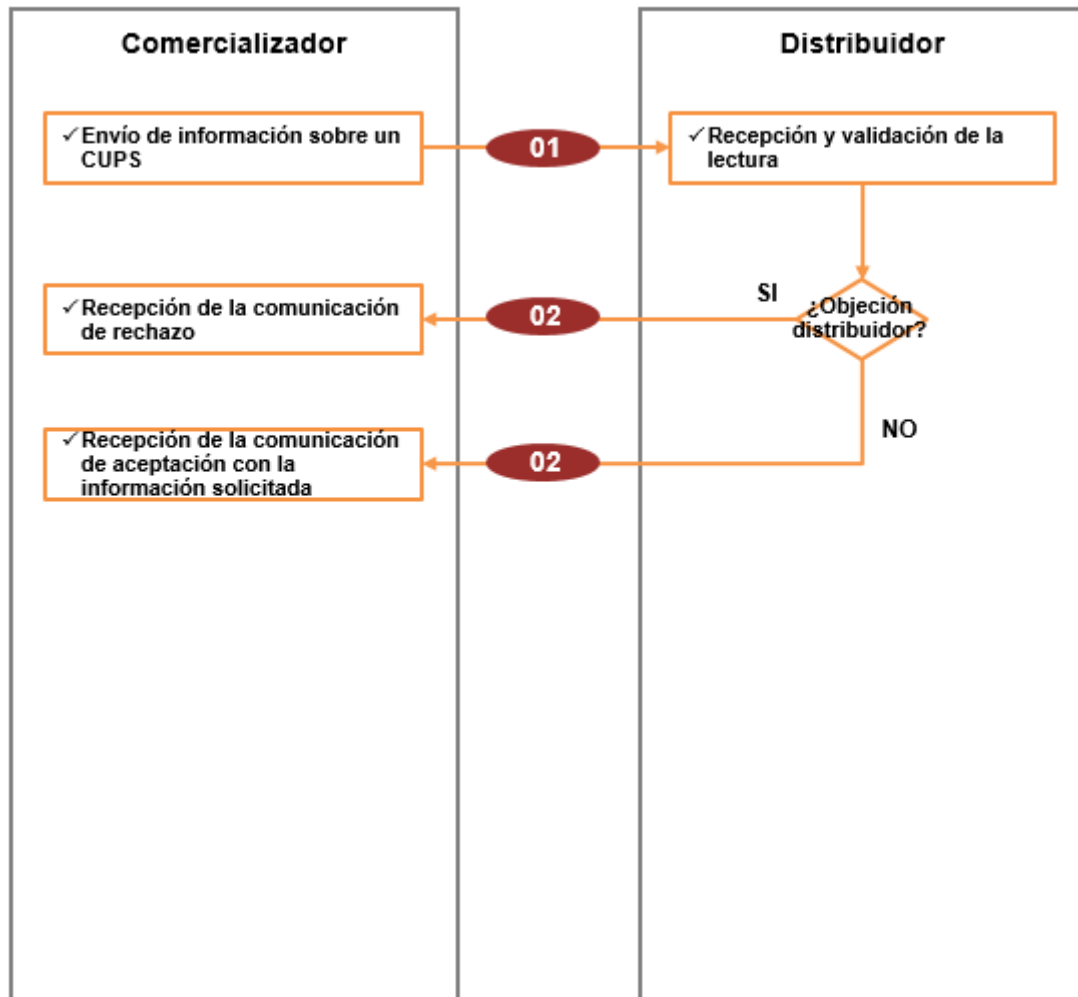 Comercializador
Distribuidor
✓ Envío de información sobre un
CUPS
01
✓ Recepción y validación de la
lectura
✓ Recepción de la comunicación
de rechazo
02
SI
¿Objeción
distribuidor?
✓ Recepción de la comunicación
de aceptación con la
información solicitada
02
NO